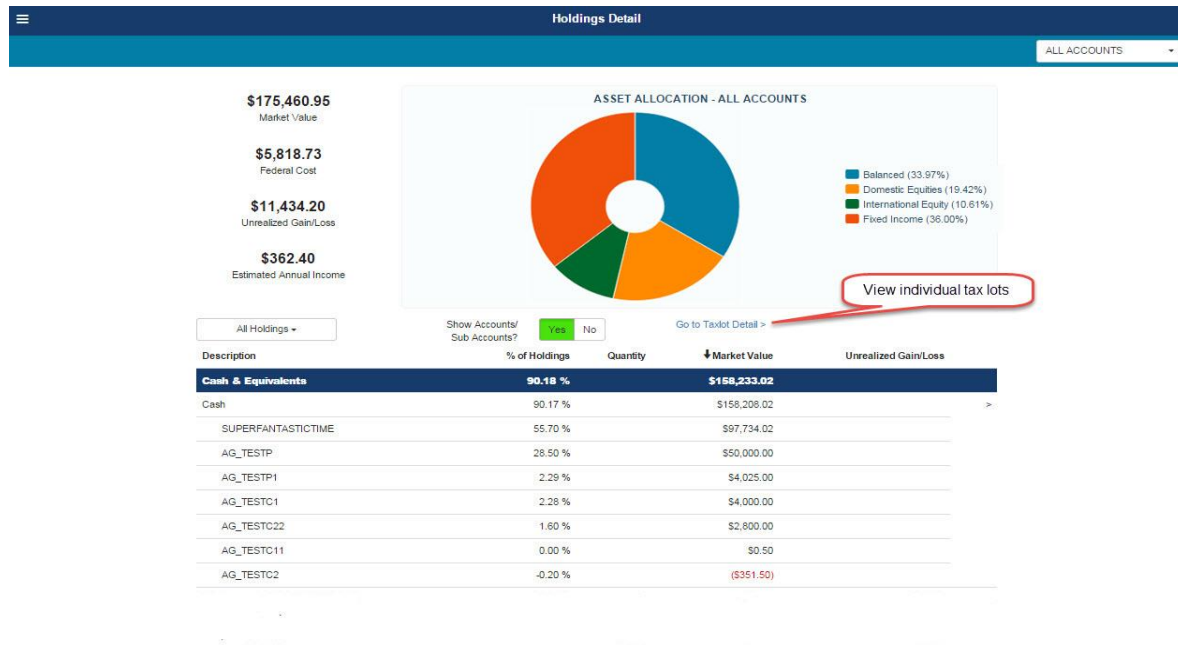 Holdings Detail
ALL ACCOUNTS
$175,460.95
Market Value
$5,818.73
Federal Cost
$11,434.20
Unrealized Gain/Loss
$362.40
Estimated Annual Income
ASSET ALLOCATION - ALL ACCOUNTS
Balanced (33.97%)
Domestic Equities (19.42%)
International Equity (10.61%)
Fixed Income (36.00%)
View individual tax lots
All Holdings
Show Accounts/
Sub Accounts?
Yes No
Go to Taxlot Detail >
Description % of Holdings Quantity Market Value Unrealized Gain/Loss
Cash & Equivalents 90.18 % $158,233.02
Cash 90.17 % $158,208.02 >
SUPERFANTASTICTIME 55.70 % $97,734.02
AG_TESTP 28.50 % $50,000.00
AG_TESTP1 2.29 % $4,025.00
AG_TESTC1 2.28 % $4,000.00
AG_TESTC22 1.60 % $2,800.00
AG_TESTC11 0.00 % $0.50
AG_TESTC2 -0.20 % ($351.50)